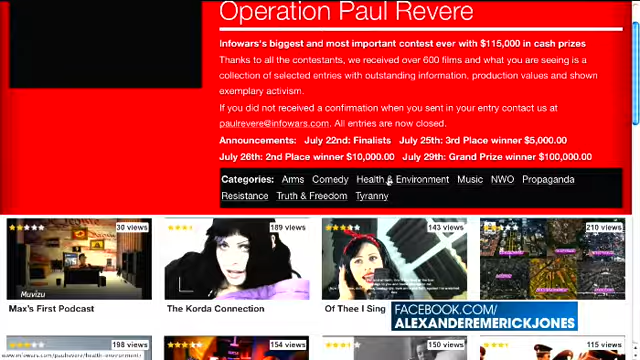 Operation Paul Revere
Infowars's biggest and most important contest ever with $115,000 in cash prizes
Thanks to all the contestants, we received over 600 films and what you are seeing is a
collection of selected entries with outstanding information, production values and shown
exemplary activism.
If you did not received a confirmation when you sent in your entry contact us at
paulrevere@infowars.com. All entries are now closed.
Announcements: July 22nd: Finalists July 25th: 3rd Place winner $5,000.00
July 26th: 2nd Place winner $10,000.00 July 29th: Grand Prize winner $100,000.00
Categories: Arms Comedy Health & Environment Music NWO Propaganda
Resistance Truth & Freedom Tyranny
30 views
189 views
143 views
210 views
Muvizu
Max's First Podcast
The Korda Connection
Of Thee I Sing
FACEBOOK.COM/
ALEXANDEREMERICKJONES
198 views
154 views
150 views
115 views